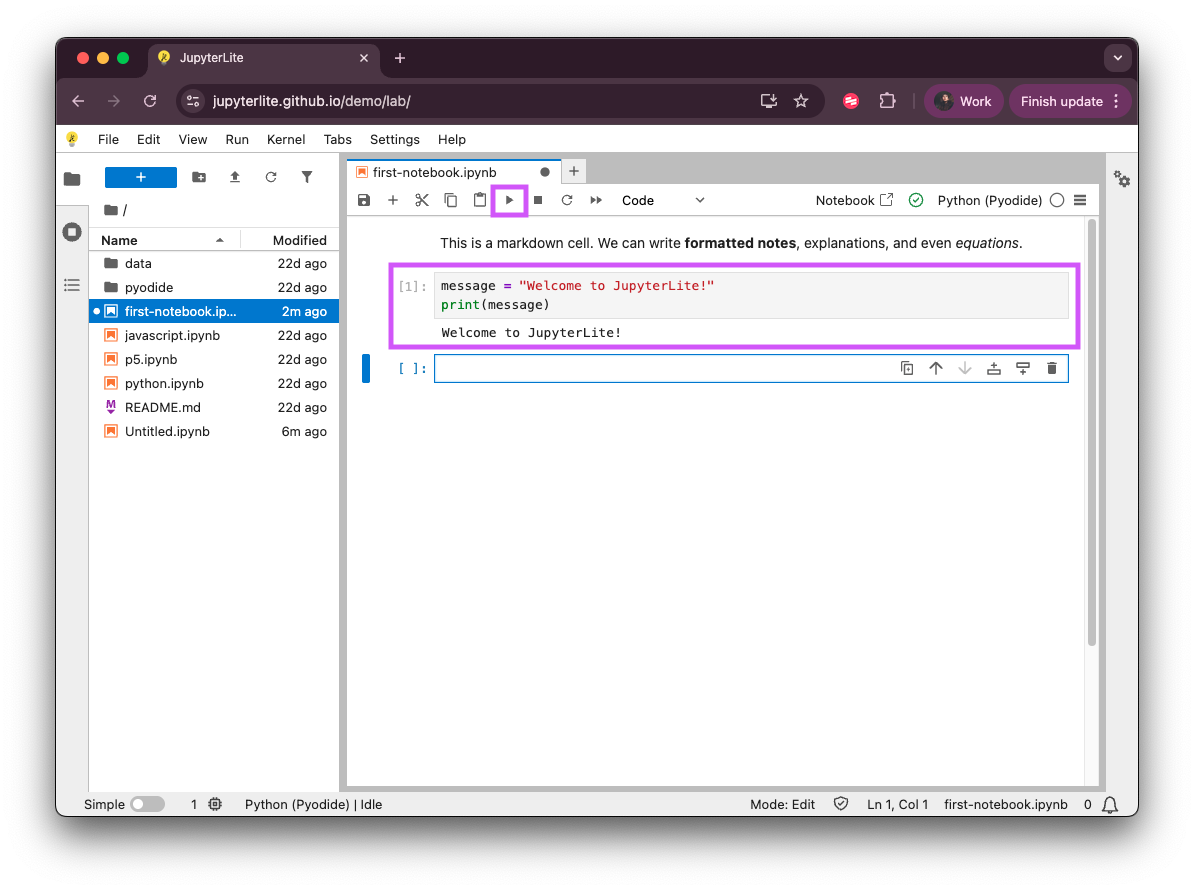 JupyterLite
jupyterlite.github.io/demo/lab/
Work
Finish update
File Edit View Run Kernel Tabs Settings Help
/
Name Modified
data 22d ago
pyodide 22d ago
first-notebook.ip... 2m ago
javascript.ipynb 22d ago
p5.ipynb 22d ago
python.ipynb 22d ago
README.md 22d ago
Untitled.ipynb 6m ago
first-notebook.ipynb
Code
Notebook
Python (Pyodide)
This is a markdown cell. We can write formatted notes, explanations, and even equations.
[1]: message = "Welcome to JupyterLite!"
print(message)
Welcome to JupyterLite!
[ ]:
Simple 1 Python (Pyodide) | Idle Mode: Edit Ln 1, Col 1 first-notebook.ipynb 0